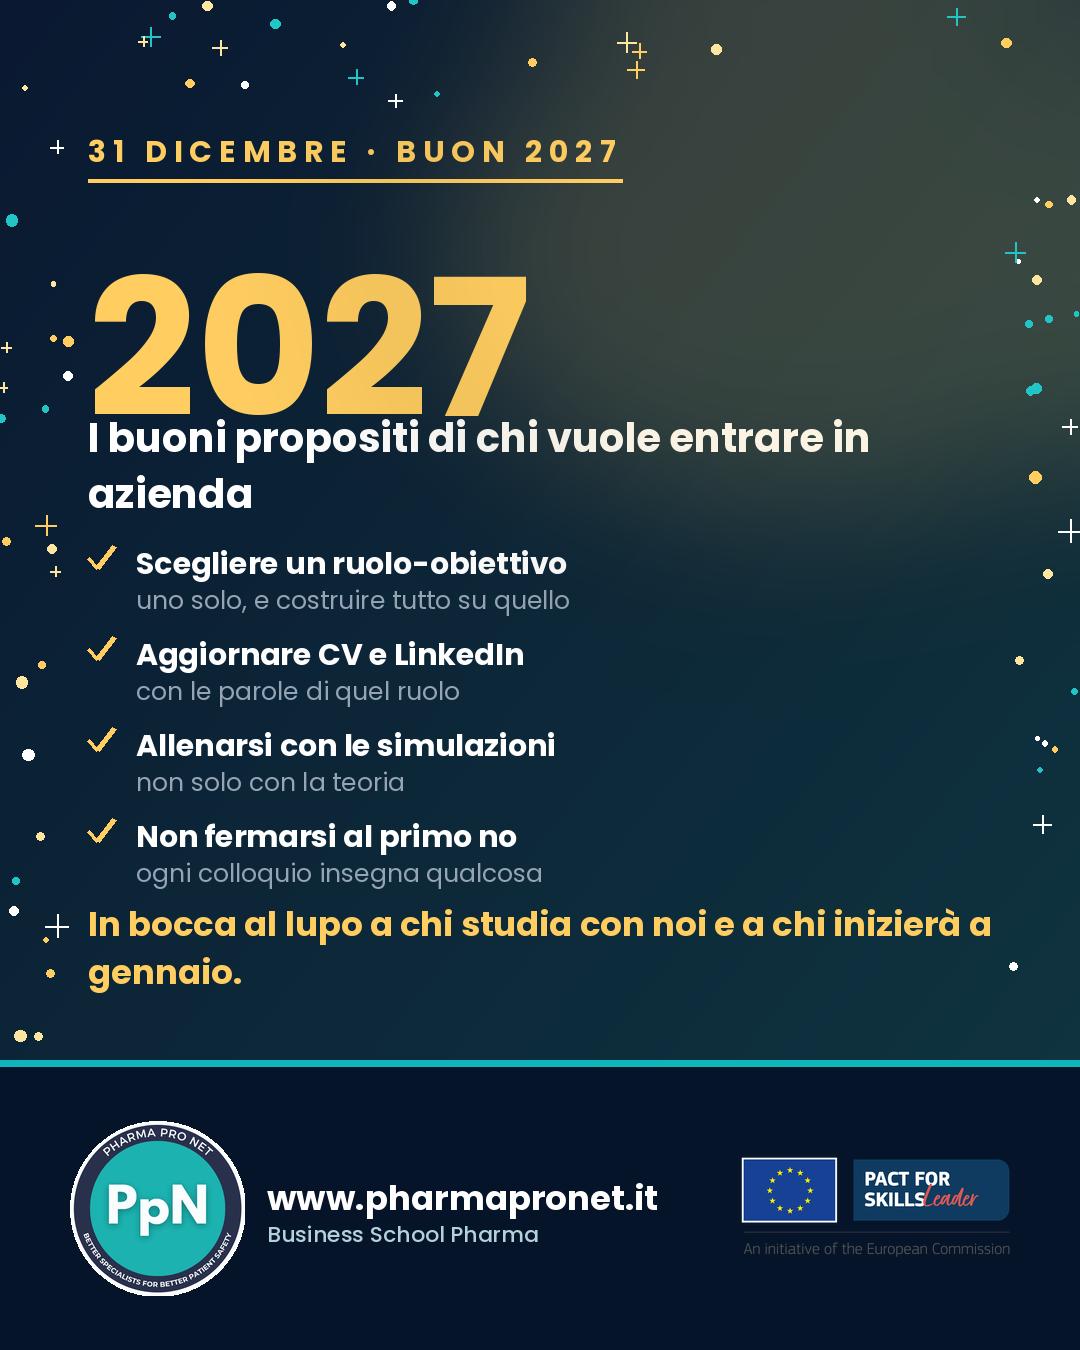 31 DICEMBRE · BUON 2027
2027
I buoni propositi di chi vuole entrare in
azienda
Scegliere un ruolo-obiettivo
uno solo, e costruire tutto su quello
Aggiornare CV e LinkedIn
con le parole di quel ruolo
Allenarsi con le simulazioni
non solo con la teoria
Non fermarsi al primo no
ogni colloquio insegna qualcosa
In bocca al lupo a chi studia con noi e a chi inizierà a
gennaio.
PHARMA PRO NET
PpN
BETTER SPECIALISTS FOR BETTER PATIENT SAFETY
www.pharmapronet.it
Business School Pharma
PACT FOR
SKILLS Leader
An initiative of the European Commission